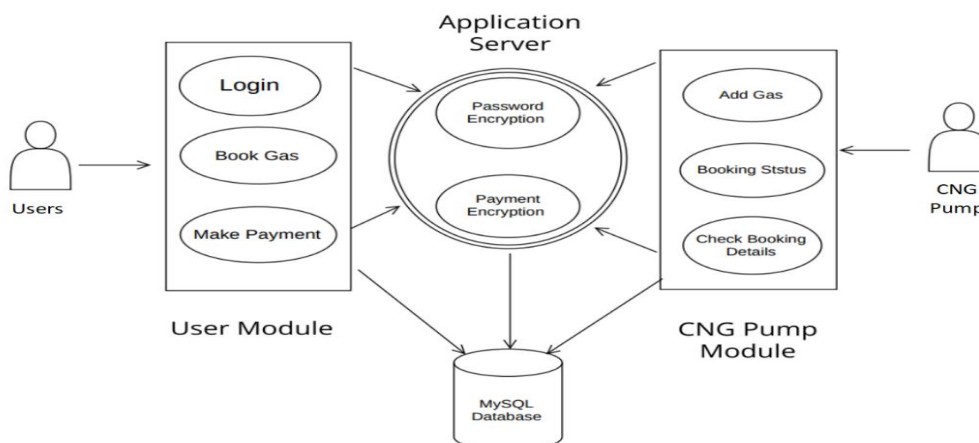 Application
Server
Login
Book Gas
Make Payment
Users
User Module
Password
Encryption
Payment
Encryption
Add Gas
Booking Ststus
Check Booking
Details
CNG
Pump
CNG Pump
Module
MySQL
Database